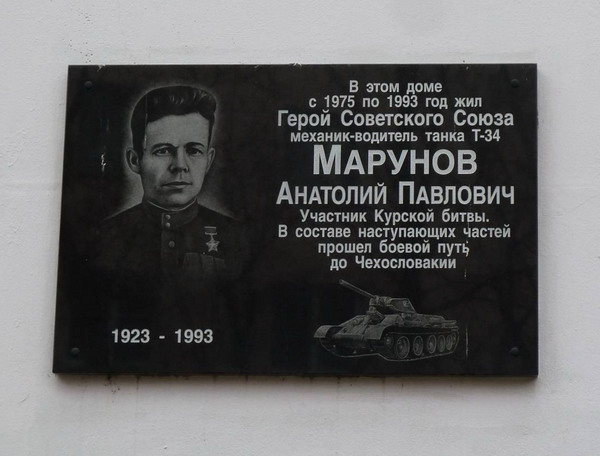 В этом доме
с 1975 по 1993 год жил
Герой Советского Союза
механик-водитель танка Т-34
МАРУНОВ
АНАТОЛИЙ ПАВЛОВИЧ
Участник Курской битвы.
В составе наступающих частей
прошел боевой путь
до Чехословакии
1923 - 1993